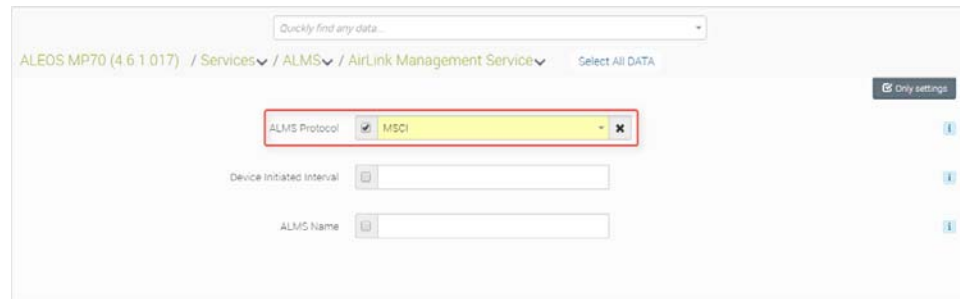 Quickly find any data...
ALEOS MP70 (4.6.1.017) / Services / ALMS / AirLink Management Service Select All DATA
Only settings
ALMS Protocol MSCI
Device Initiated Interval
ALMS Name